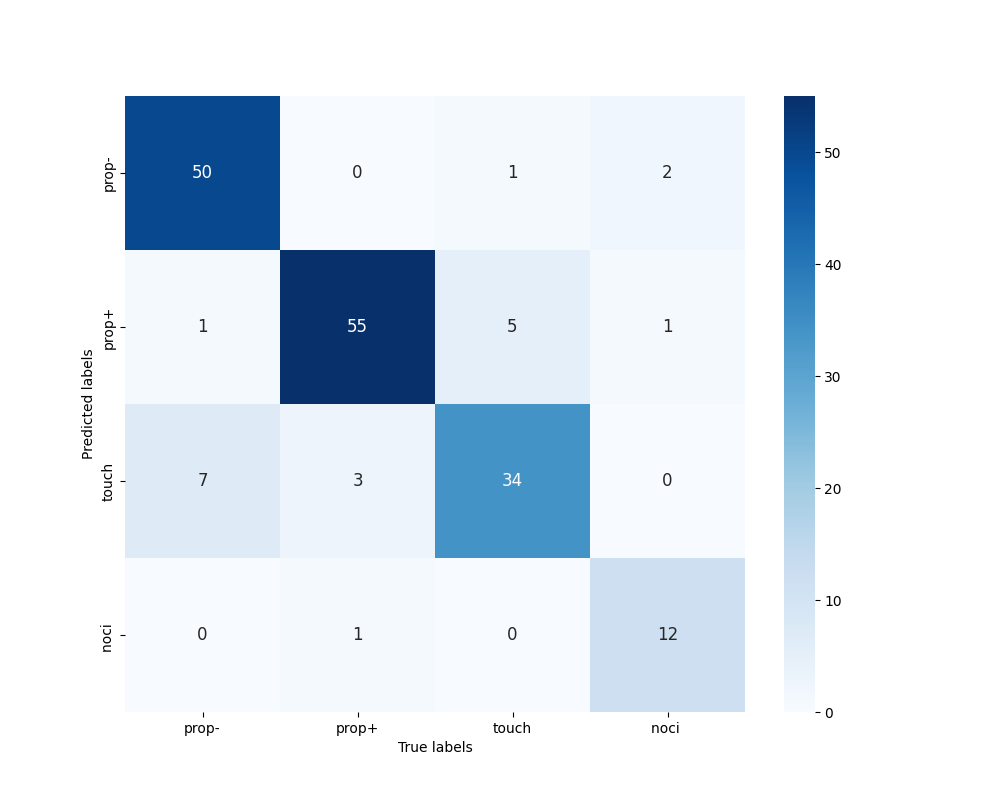 prop-
50 0 1 2
prop+
1 55 5 1
touch
7 3 34 0
noci
0 1 0 12
Predicted labels
prop- prop+ touch noci
True labels
50
40
30
20
10
0